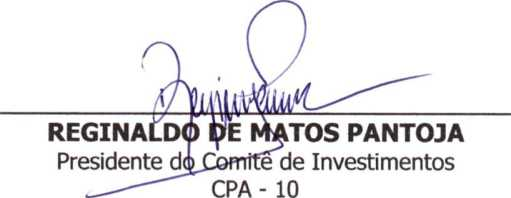 REGINALDO DE MATOS PANTOJA
Presidente do Comitê de Investimentos
CPA - 10